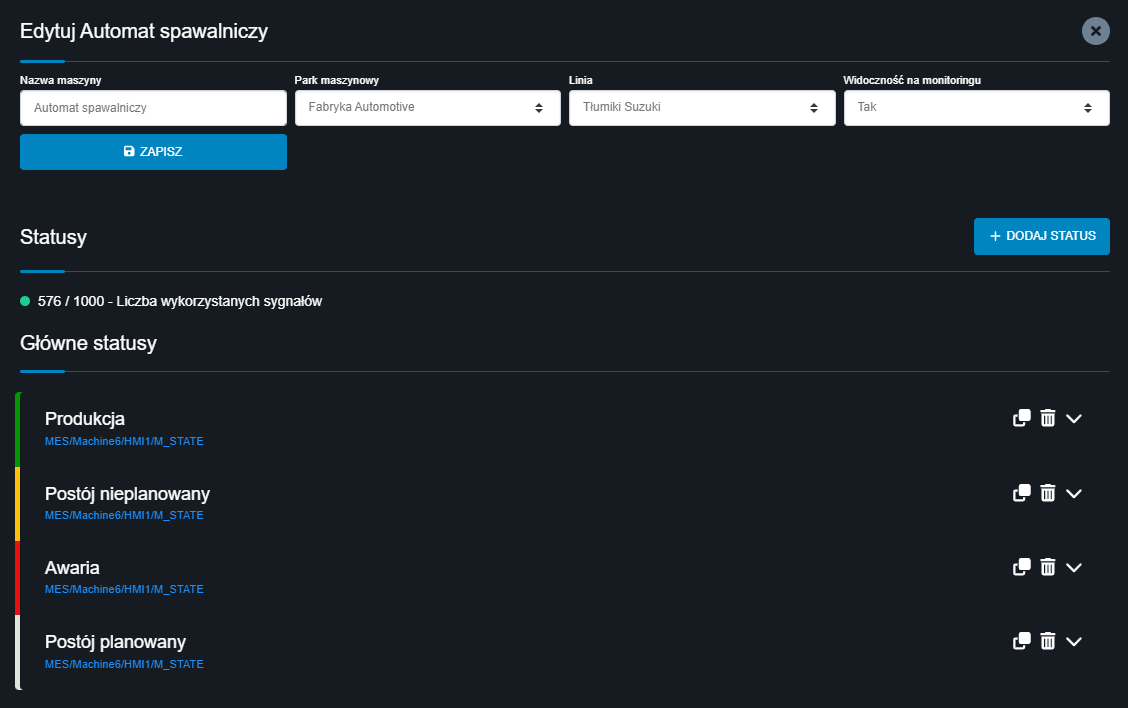 Edytuj Automat spawalniczy
Nazwa maszyny
Park maszynowy
Linia
Widoczność na monitoringu
Automat spawalniczy
Fabryka Automotive
Tłumiki Suzuki
Tak
ZAPISZ
Statusy
+ DODAJ STATUS
576 / 1000 - Liczba wykorzystanych sygnałów
Główne statusy
Produkcja
MES/Machine6/HMI1/M_STATE
Postój nieplanowany
MES/Machine6/HMI1/M_STATE
Awaria
MES/Machine6/HMI1/M_STATE
Postój planowany
MES/Machine6/HMI1/M_STATE